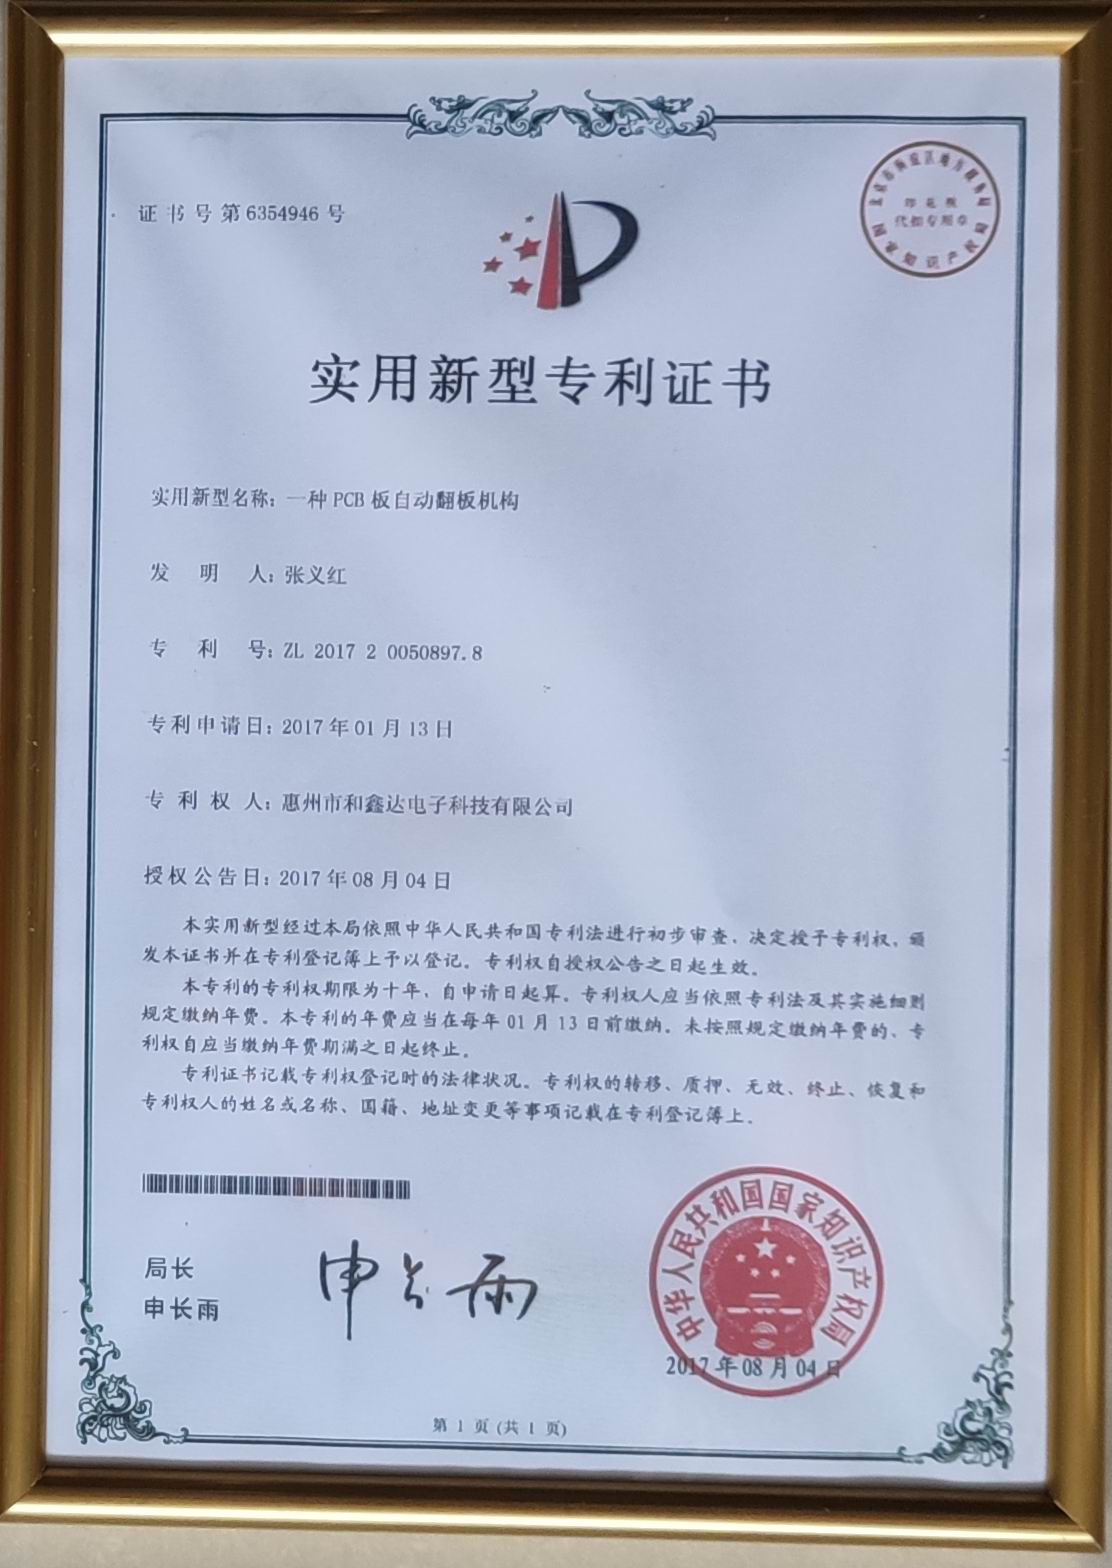 证书号第6354946号
代扣专用章
实用新型专利证书
实用新型名称：一种PCB板自动翻板机构
发明人：张义红
专利号：ZL 2017 2 0050897.8
专利申请日：2017年01月13日
专利权人：惠州市和鑫达电子科技有限公司
授权公告日：2017年08月04日
本实用新型经过本局依照中华人民共和国专利法进行初步审查，决定授予专利权，颁
发本证书并在专利登记簿上予以登记。专利权自授权公告之日起生效。
本专利的专利权期限为十年，自申请日起算。专利权人应当依照专利法及其实施细则
规定缴纳年费。本专利的年费应当在每年01月13日前缴纳。未按照规定缴纳年费的，专
利权自应当缴纳年费期满之日起终止。
专利证书记载专利权登记时的法律状况。专利权的转移、质押、无效、终止、恢复和
专利权人的姓名或名称、国籍、地址变更等事项记载在专利登记簿上。
局长
申长雨
申长雨
中华人民共和国国家知识产权局
2017年08月04日
第 1 页 (共 1 页)